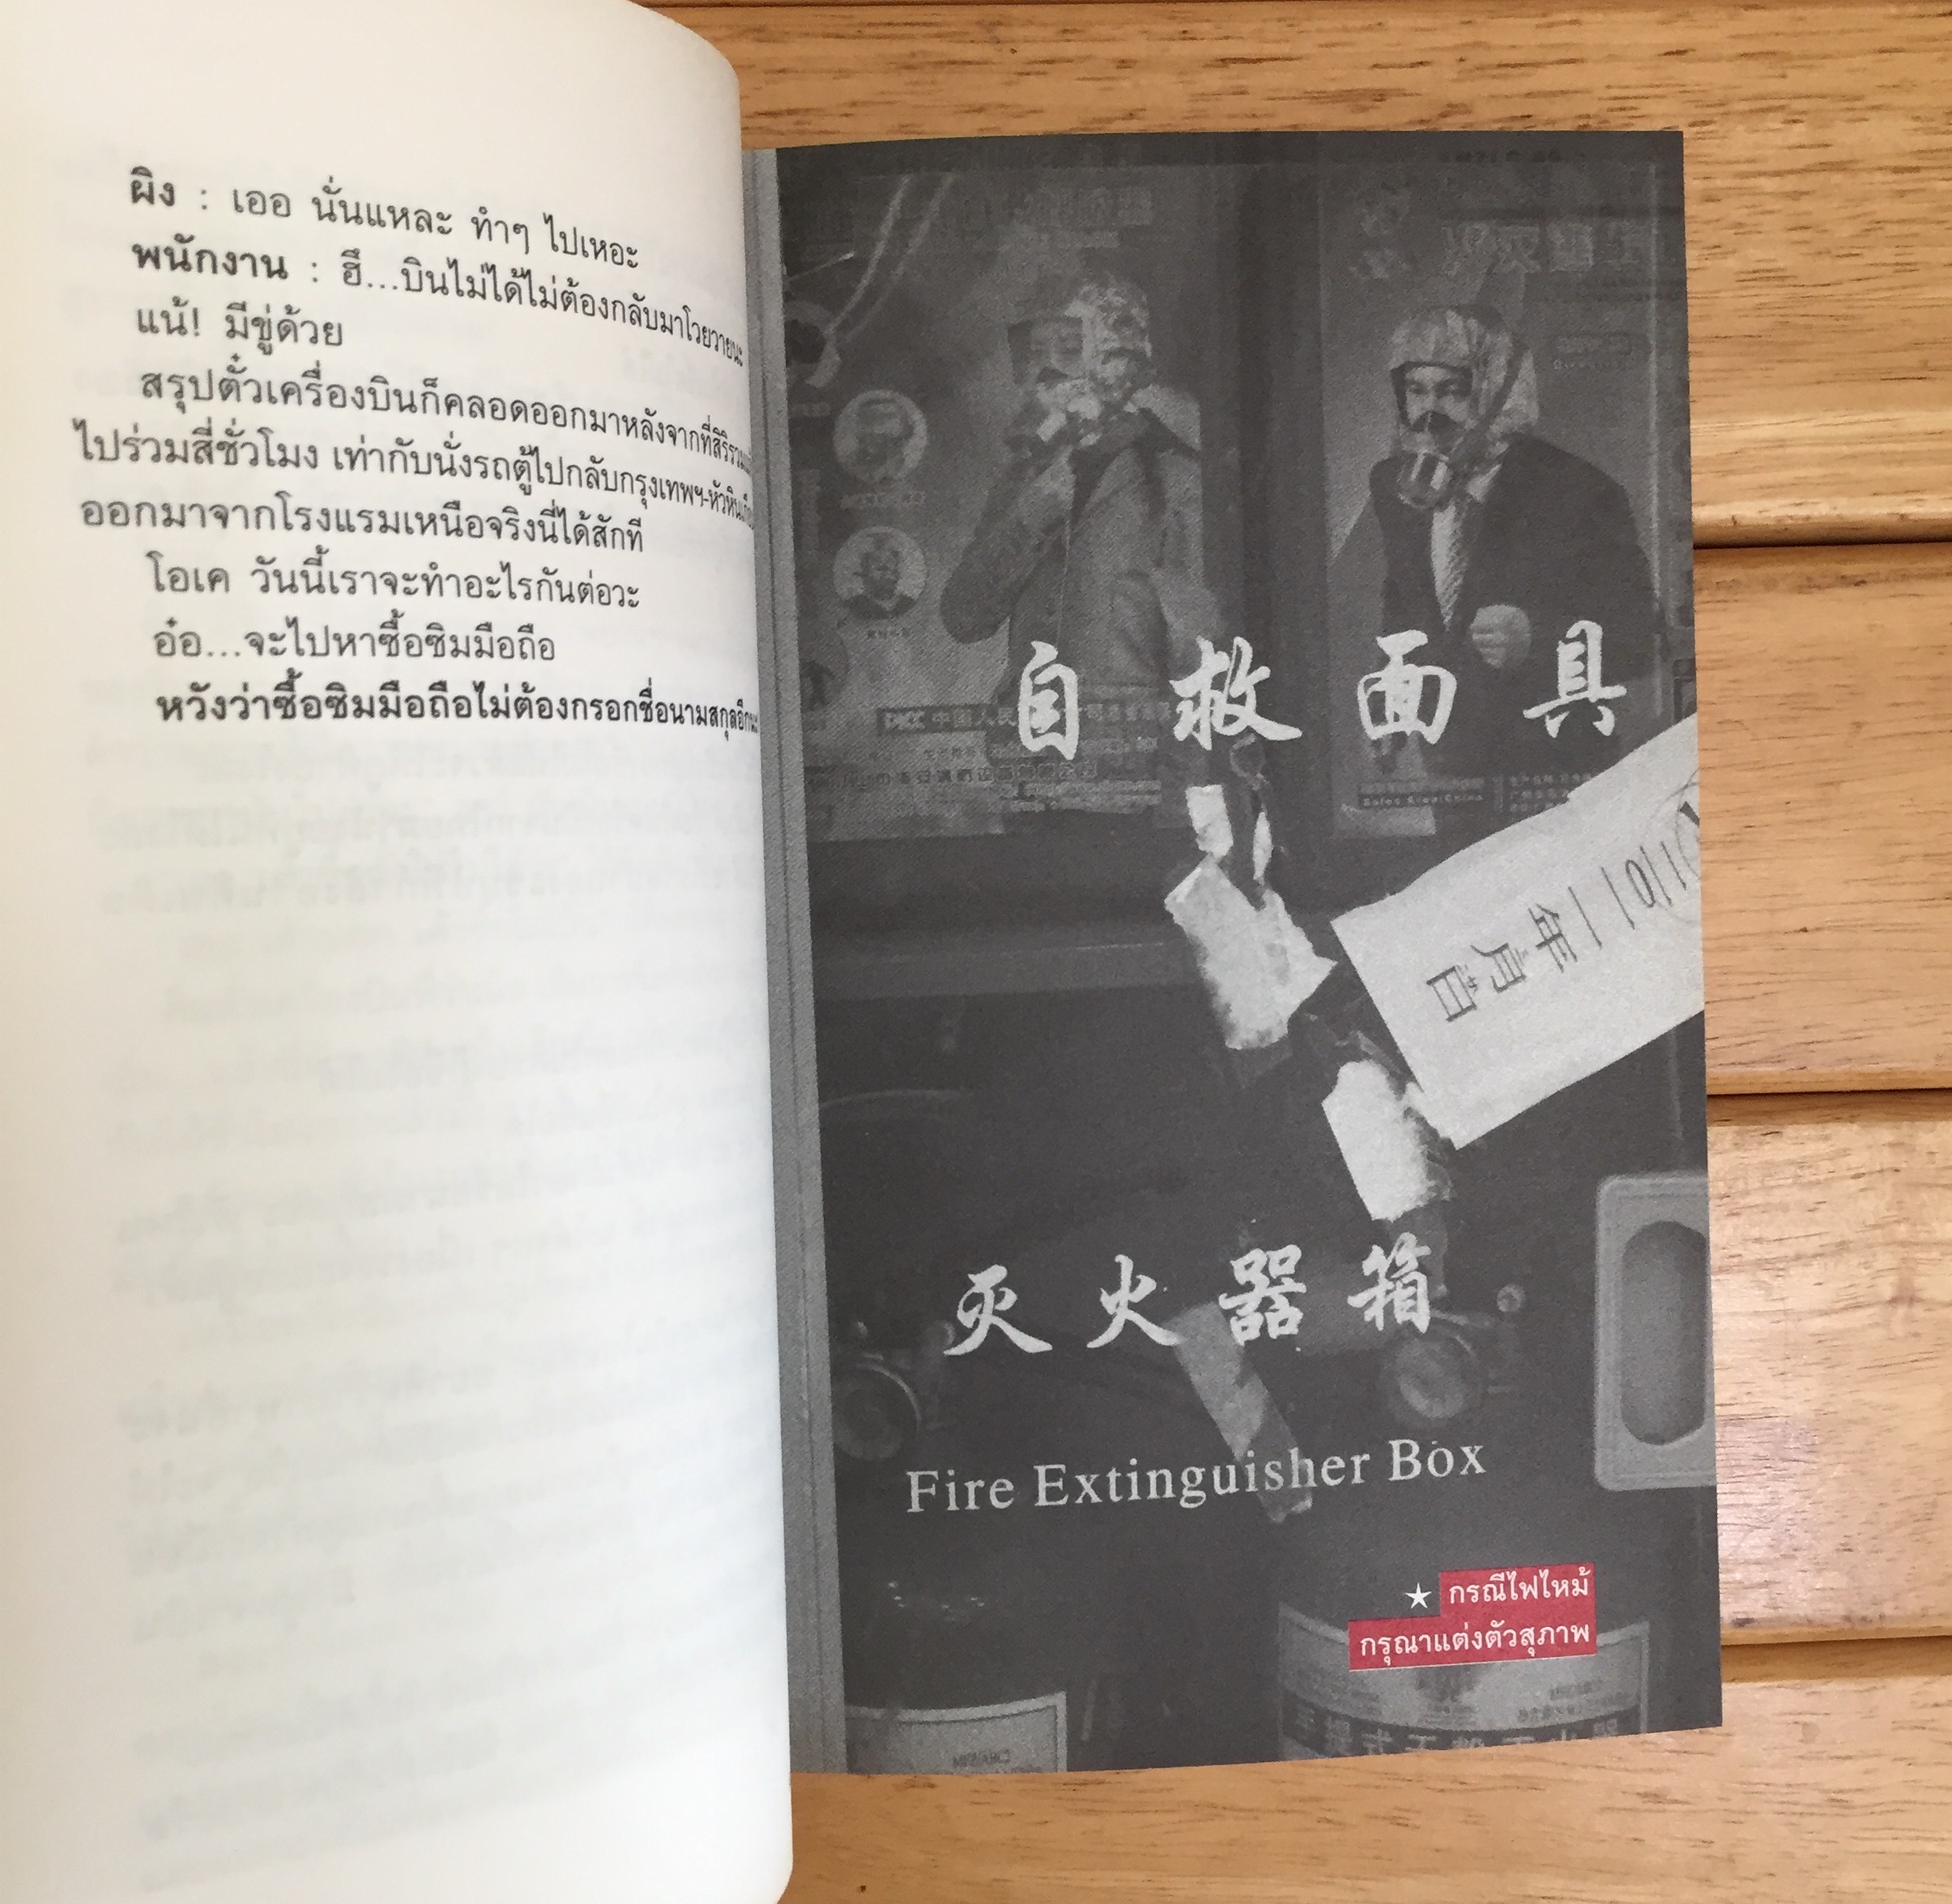 ผิง : เออ นั่นแหละ ทำๆ ไปเหอะ
พนักงาน : ฮึ...บินไม่ได้ไม่ต้องกลับมาโวยวายนะ
แน้! มีขู่ด้วย
สรุปตั๋วเครื่องบินก็คลอดออกมาหลังจากที่สิริรวม
ไปร่วมสี่ชั่วโมง เท่ากับนั่งรถตู้ไปกลับกรุงเทพฯ-หัวหิน
ออกมาจากโรงแรมเหนือจริงนี่ได้สักที
โอเค วันนี้เราจะทำอะไรกันต่อวะ
อ๋อ...จะไปหาซื้อซิมมือถือ
หวังว่าซื้อซิมมือถือไม่ต้องกรอกชื่อนามสกุลอีกนะ
自救面具
年月日
灭火器箱
Fire Extinguisher Box
★ กรณีไฟไหม้
กรุณาแต่งตัวสุภาพ